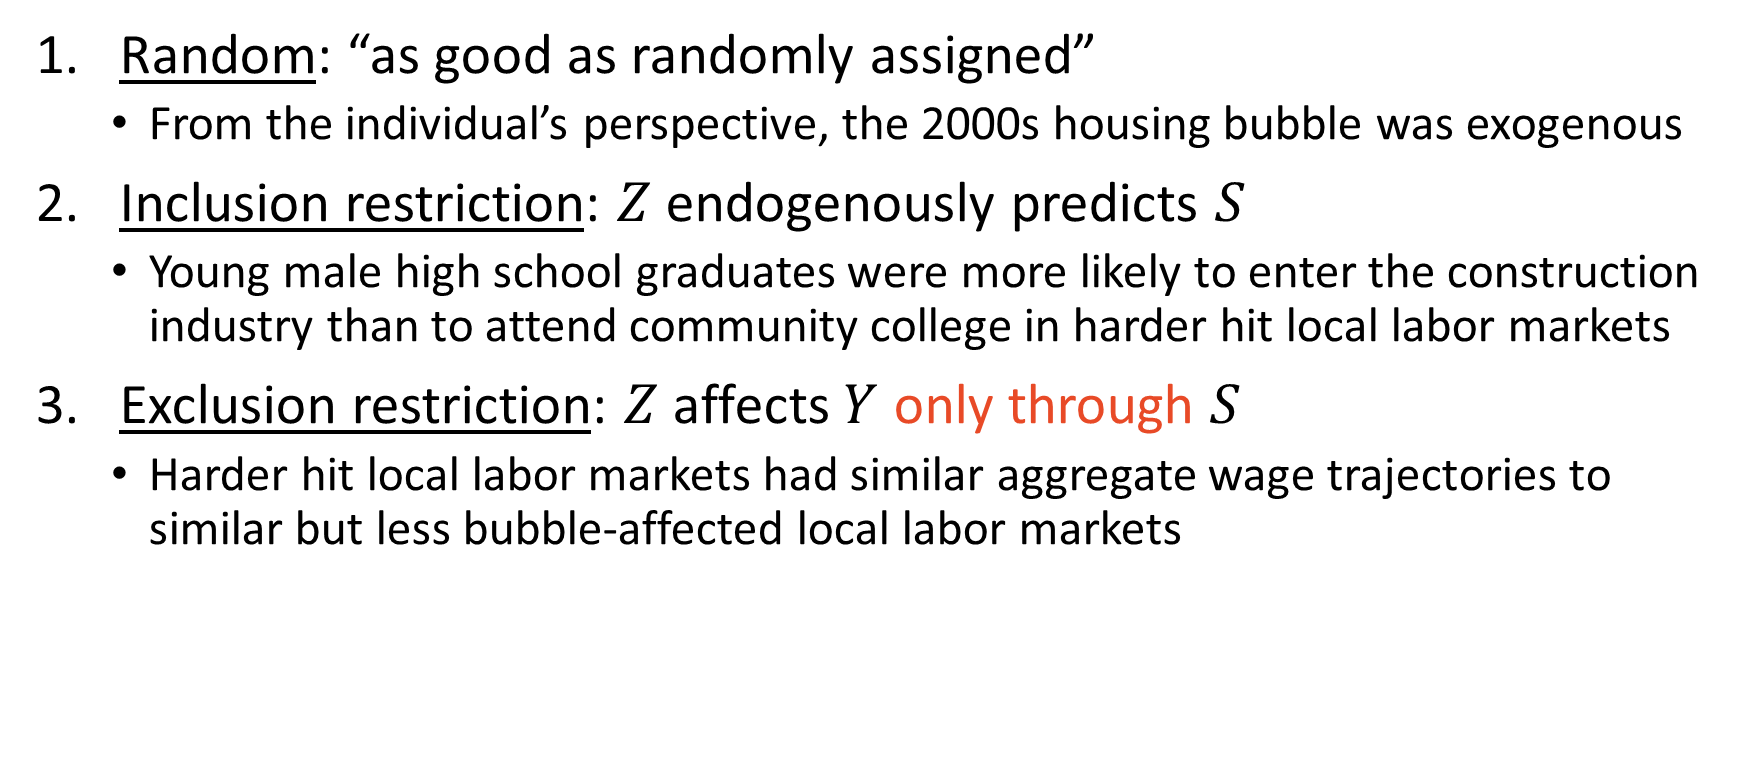 1. Random: “as good as randomly assigned”
• From the individual’s perspective, the 2000s housing bubble was exogenous
2. Inclusion restriction: Z endogenously predicts S
• Young male high school graduates were more likely to enter the construction
industry than to attend community college in harder hit local labor markets
3. Exclusion restriction: Z affects Y only through S
• Harder hit local labor markets had similar aggregate wage trajectories to
similar but less bubble-affected local labor markets